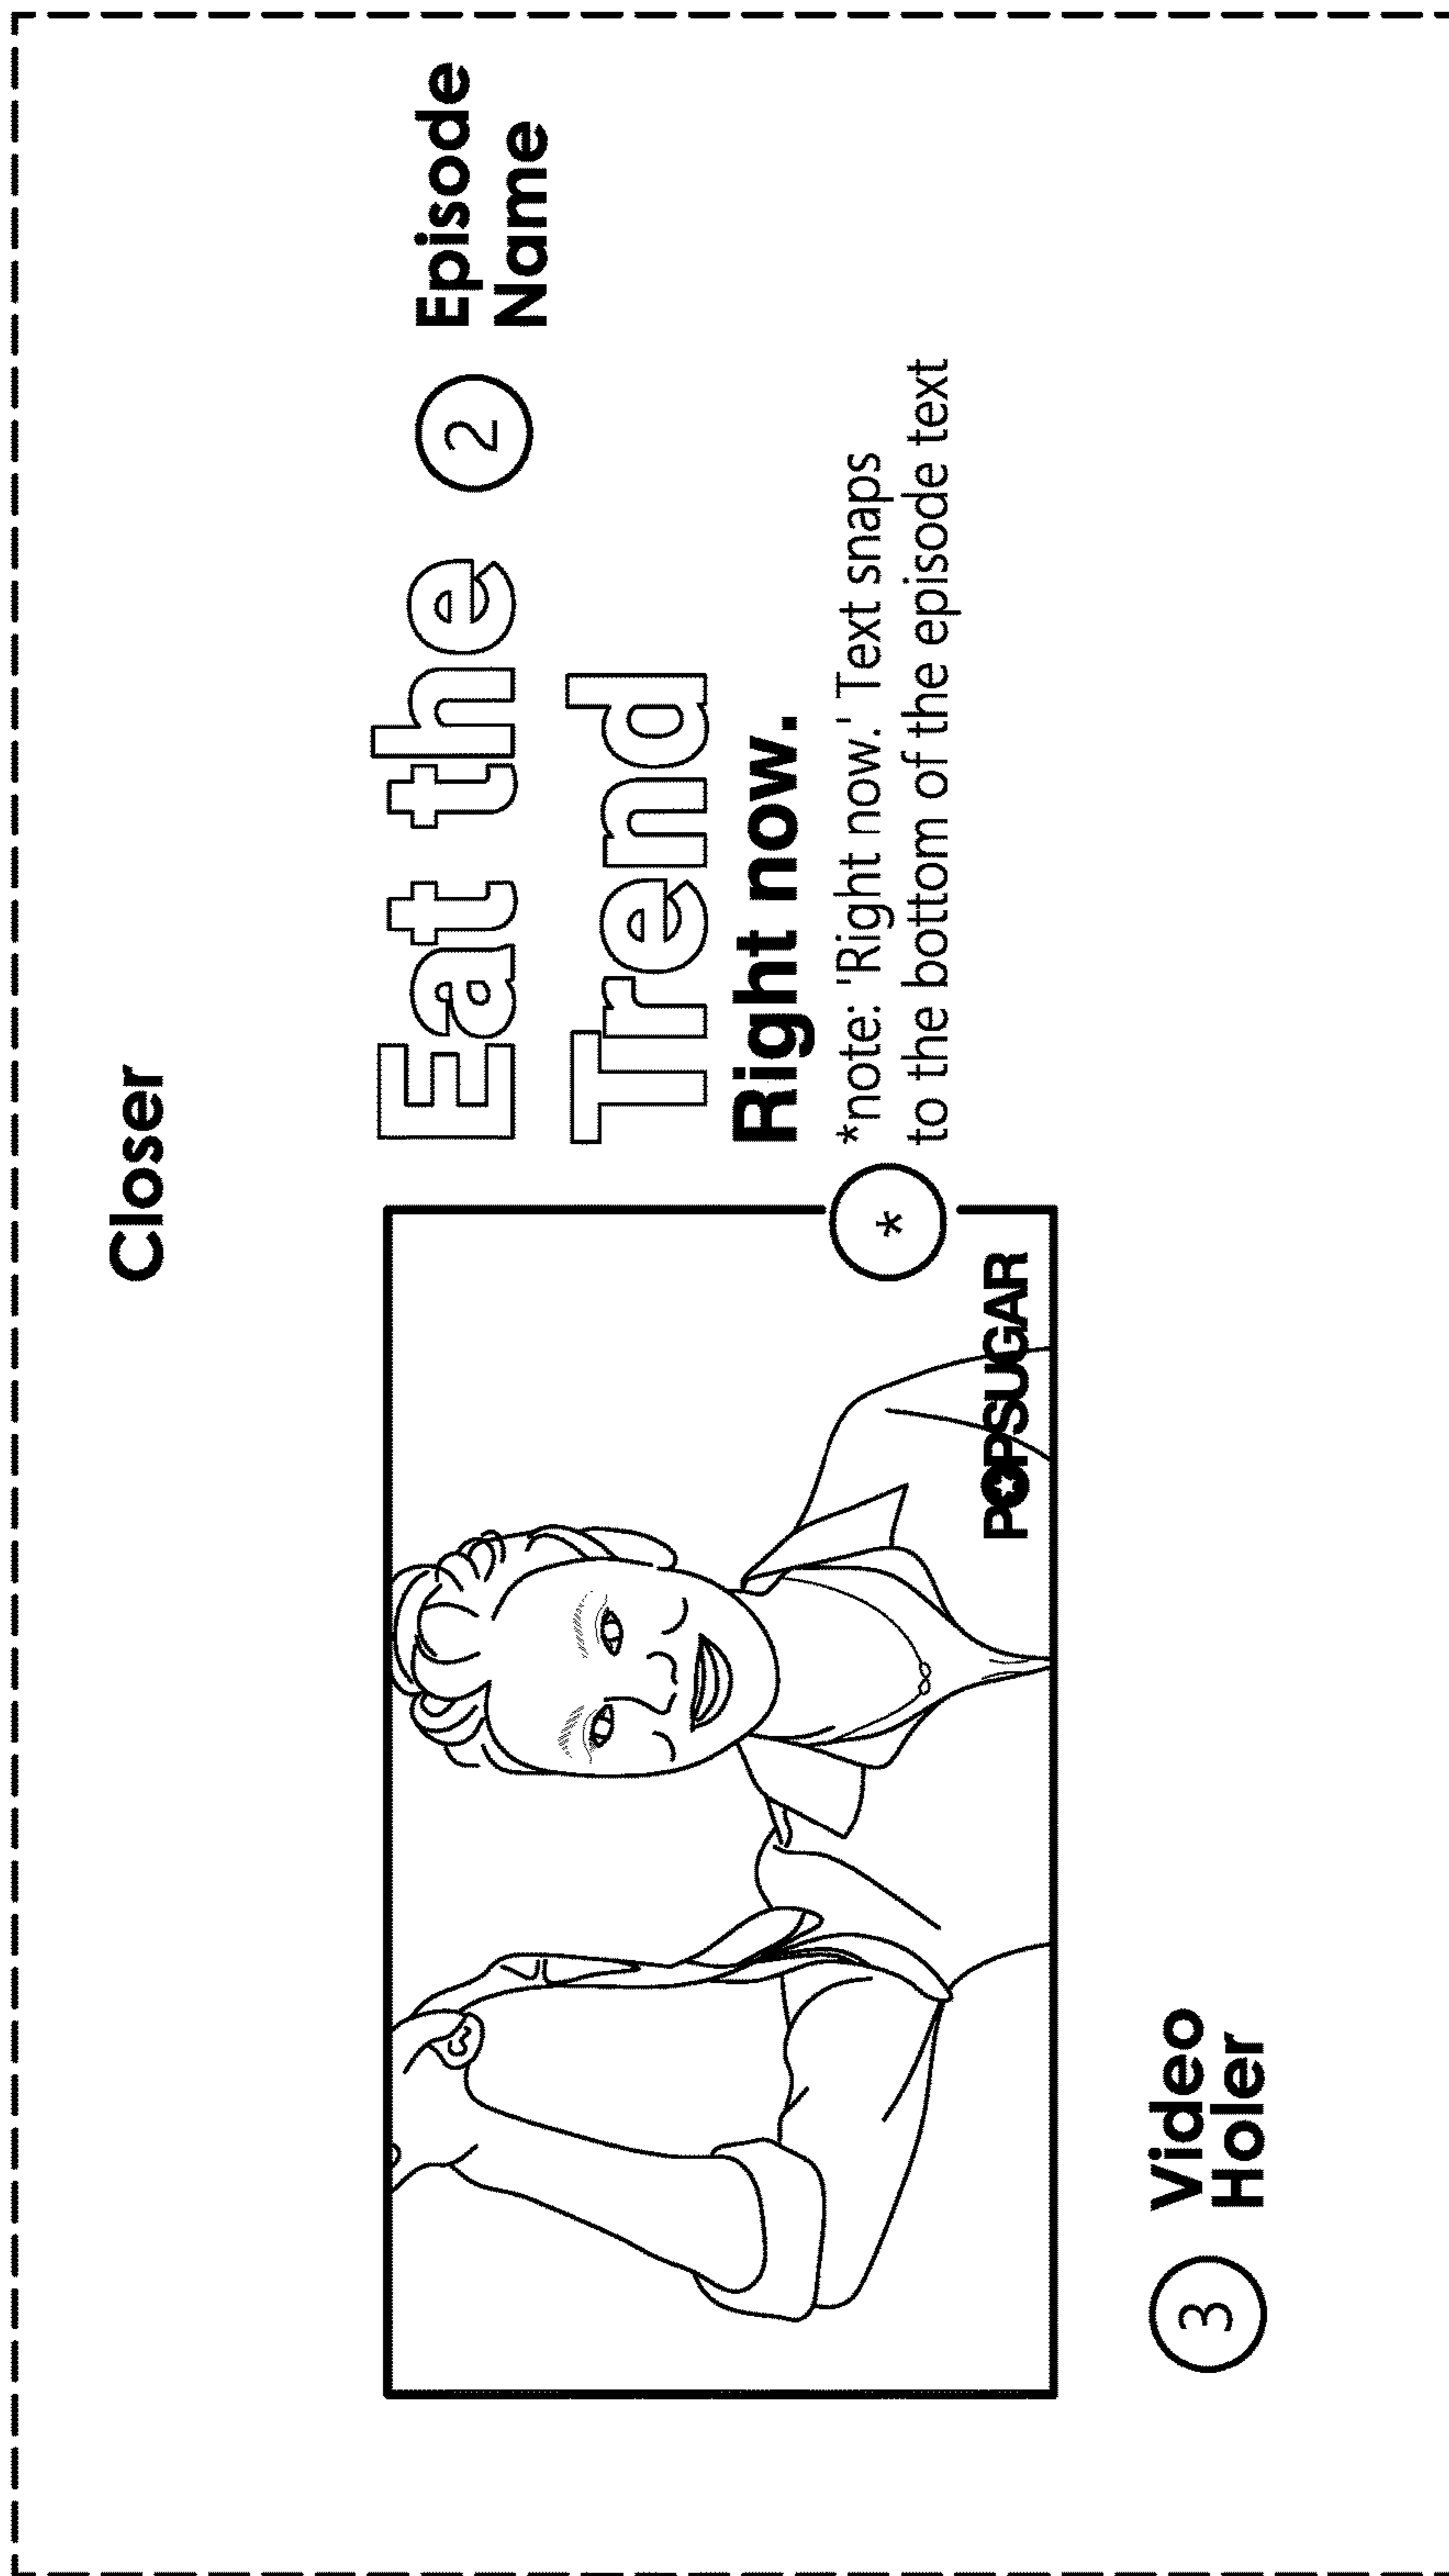 Closer
Eat the
Trend
2
Episode
Name
Right now.
*note: 'Right now.' Text snaps
to the bottom of the episode text
*
POPSUGAR
3
Video
Holer